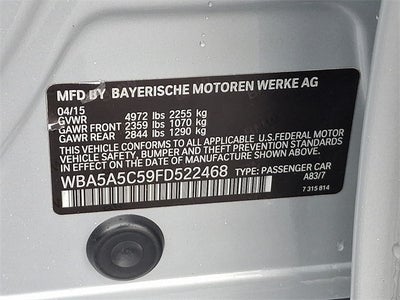 MFD BY BAYERISCHE MOTOREN WERKE AG
04/15
GVWR 4972 lbs 2255 kg
GAWR FRONT 2359 lbs 1070 kg
GAWR REAR 2844 lbs 1290 kg
THIS VEHICLE CONFORMS TO ALL APPLICABLE U.S.FEDERAL MOTOR
VEHICLE SAFETY, BUMPER, AND THEFT PREVENTION STANDARDS IN
EFFECT ON THE DATE OF MANUFACTURE SHOWN ABOVE.
WBA5A5C59FD522468 TYPE: PASSENGER CAR
A83/7
7 315 814